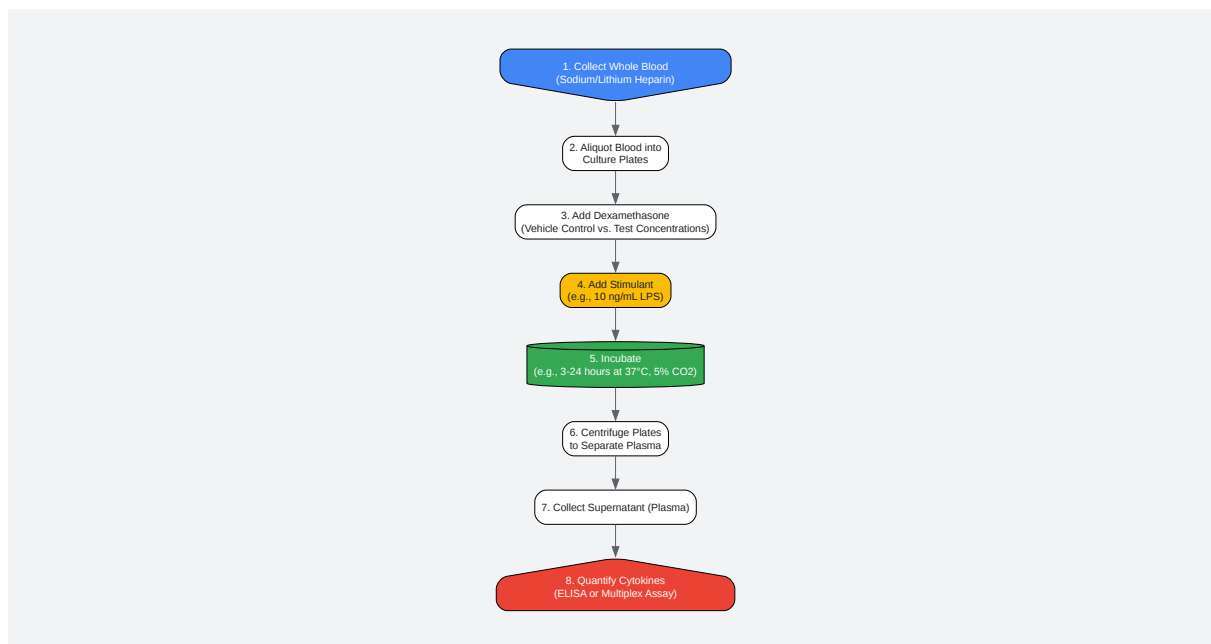 1. Collect Whole Blood
(Sodium/Lithium Heparin)
2. Aliquot Blood into
Culture Plates
3. Add Dexamethasone
(Vehicle Control vs. Test Concentrations)
4. Add Stimulant
(e.g., 10 ng/mL LPS)
5. Incubate
(e.g., 3-24 hours at 37°C, 5% CO2)
6. Centrifuge Plates
to Separate Plasma
7. Collect Supernatant (Plasma)
8. Quantify Cytokines
(ELISA or Multiplex Assay)